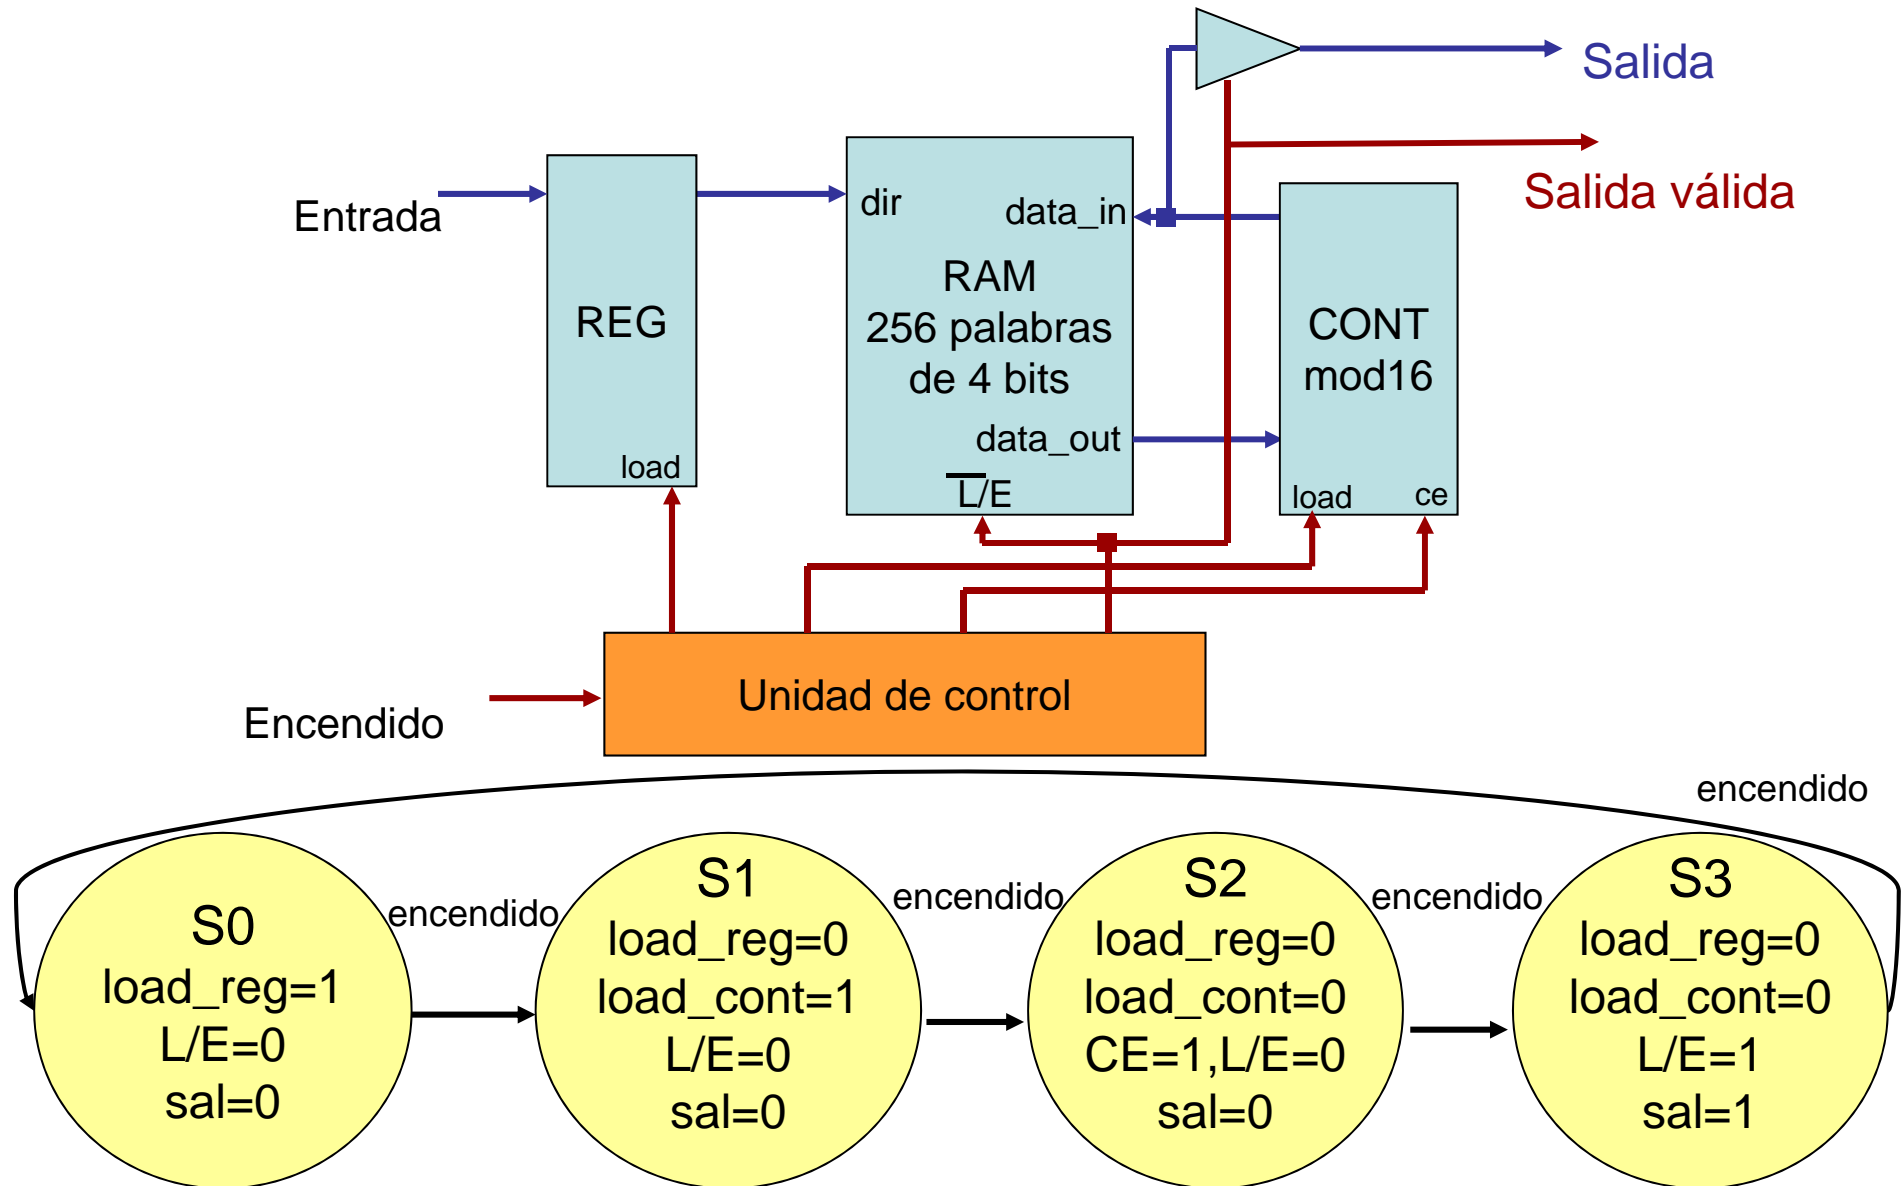 Salida
Salida válida
Entrada
REG
load
dir
data_in
RAM
256 palabras
de 4 bits
data_out
L/E
CONT
mod16
load
ce
Unidad de control
Encendido
encendido
S0
load_reg=1
L/E=0
sal=0
encendido
S1
load_reg=0
load_cont=1
L/E=0
sal=0
encendido
S2
load_reg=0
load_cont=0
CE=1,L/E=0
sal=0
encendido
S3
load_reg=0
load_cont=0
L/E=1
sal=1